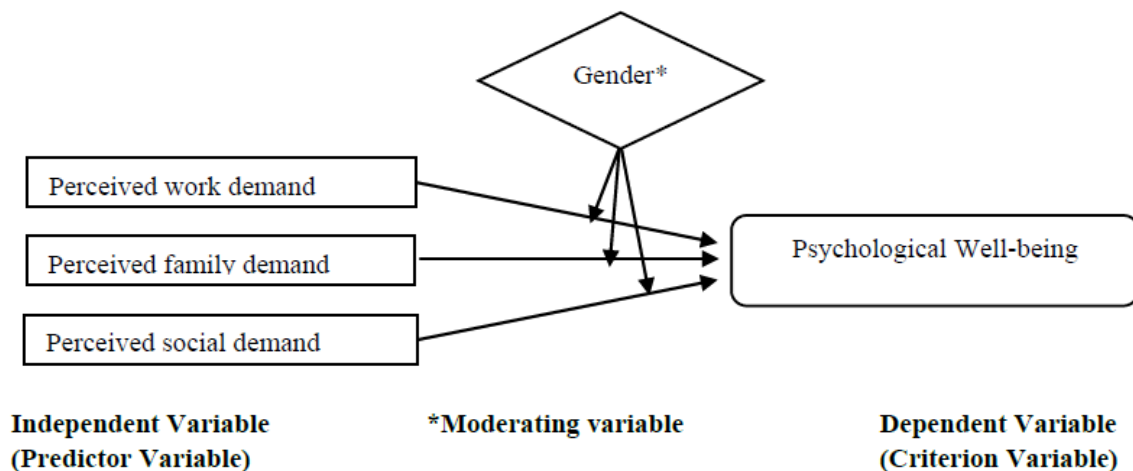 Gender*
Perceived work demand
Perceived family demand
Psychological Well-being
Perceived social demand
Independent Variable
(Predictor Variable)
*Moderating variable
Dependent Variable
(Criterion Variable)